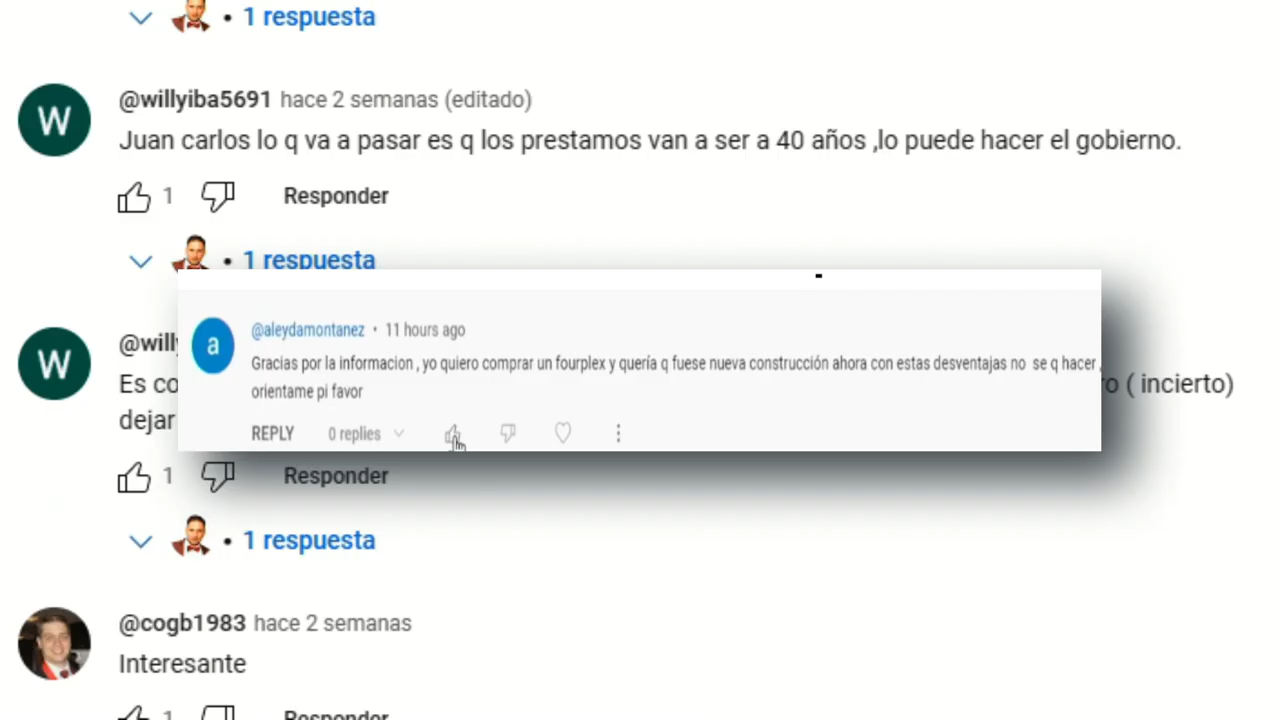 • 1 respuesta
W
@willyiba5691 hace 2 semanas (editado)
Juan carlos lo q va a pasar es q los prestamos van a ser a 40 años ,lo puede hacer el gobierno.
1
Responder
• 1 respuesta
a
@aleydamontanez • 11 hours ago
Gracias por la informacion , yo quiero comprar un fourplex y quería q fuese nueva construcción ahora con estas desventajas no se q hacer ,
orientame pi favor
REPLY 0 replies
W
@willy
Es co
( incierto)
dejar
1
Responder
• 1 respuesta
@cogb1983 hace 2 semanas
Interesante
1
Responder